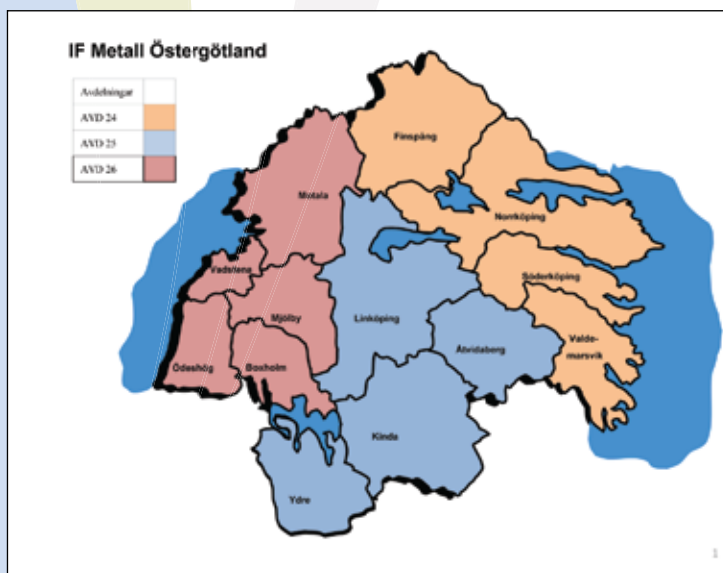 IF Metall Östergötland
Avdelningar
AVD 24
AVD 25
AVD 26
Finspång
Motala
Norrköping
Vadstena
Söderköping
Mjölby
Linköping
Valde-
marsvik
Åtvidaberg
Ödeshög
Boxholm
Kinda
Ydre
1